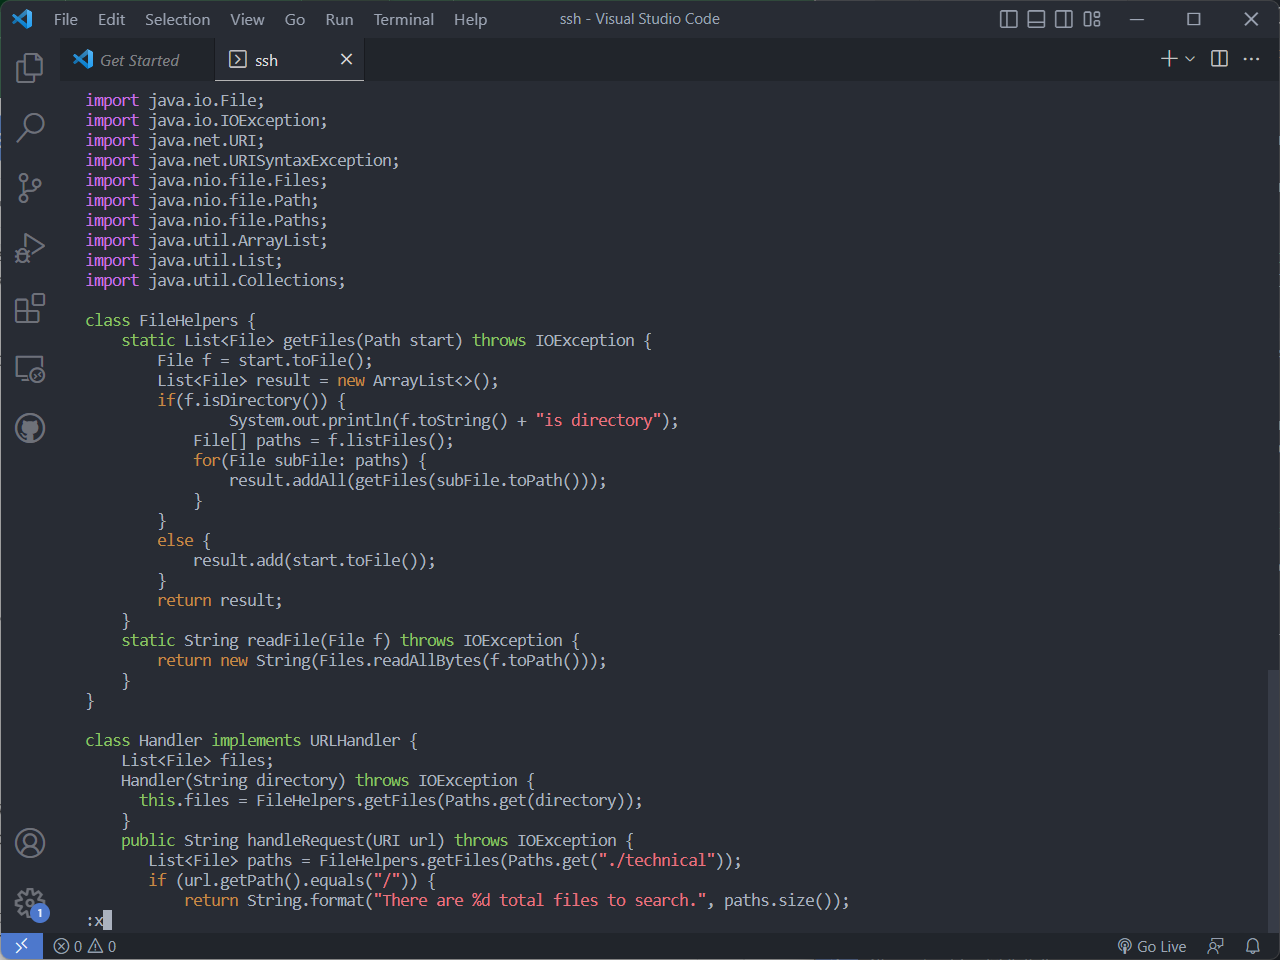 File Edit Selection View Go Run Terminal Help ssh - Visual Studio Code
Get Started ssh
import java.io.File;
import java.io.IOException;
import java.net.URI;
import java.net.URISyntaxException;
import java.nio.file.Files;
import java.nio.file.Path;
import java.nio.file.Paths;
import java.util.ArrayList;
import java.util.List;
import java.util.Collections;

class FileHelpers {
    static List<File> getFiles(Path start) throws IOException {
        File f = start.toFile();
        List<File> result = new ArrayList<>();
        if(f.isDirectory()) {
                System.out.println(f.toString() + "is directory");
            File[] paths = f.listFiles();
            for(File subFile: paths) {
                result.addAll(getFiles(subFile.toPath()));
            }
        }
        else {
            result.add(start.toFile());
        }
        return result;
    }
    static String readFile(File f) throws IOException {
        return new String(Files.readAllBytes(f.toPath()));
    }
}

class Handler implements URLHandler {
    List<File> files;
    Handler(String directory) throws IOException {
      this.files = FileHelpers.getFiles(Paths.get(directory));
    }
    public String handleRequest(URI url) throws IOException {
       List<File> paths = FileHelpers.getFiles(Paths.get("./technical"));
       if (url.getPath().equals("/")) {
           return String.format("There are %d total files to search.", paths.size());
:x
1
0 0 Go Live